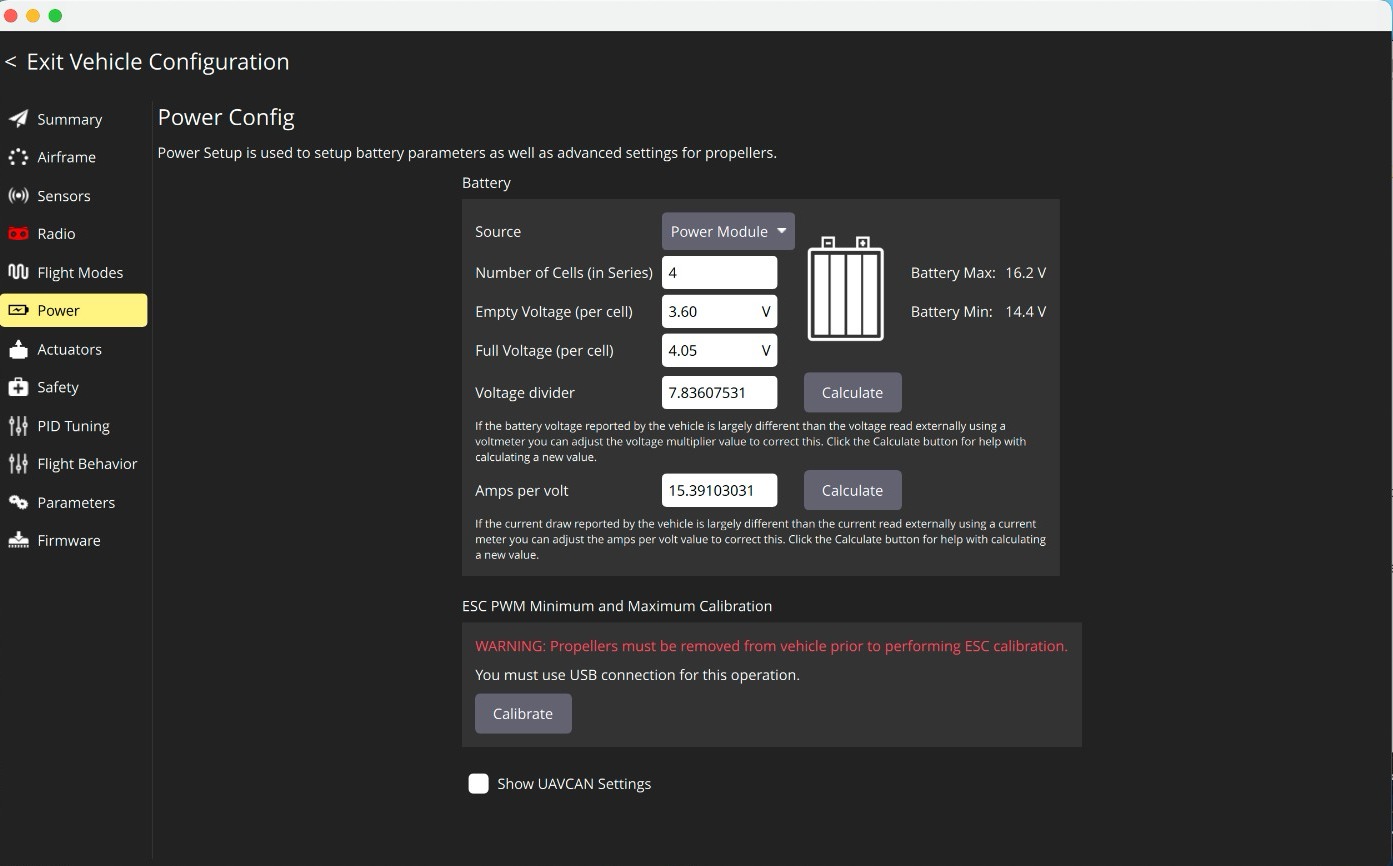 < Exit Vehicle Configuration
Summary
Airframe
Sensors
Radio
Flight Modes
Power
Actuators
Safety
PID Tuning
Flight Behavior
Parameters
Firmware
Power Config
Power Setup is used to setup battery parameters as well as advanced settings for propellers.
Battery
Source Power Module
Number of Cells (in Series) 4 Battery Max: 16.2 V
Empty Voltage (per cell) 3.60 V Battery Min: 14.4 V
Full Voltage (per cell) 4.05 V
Voltage divider 7.83607531 Calculate
If the battery voltage reported by the vehicle is largely different than the voltage read externally using a
voltmeter you can adjust the voltage multiplier value to correct this. Click the Calculate button for help with
calculating a new value.
Amps per volt 15.39103031 Calculate
If the current draw reported by the vehicle is largely different than the current read externally using a current
meter you can adjust the amps per volt value to correct this. Click the Calculate button for help with calculating
a new value.
ESC PWM Minimum and Maximum Calibration
WARNING: Propellers must be removed from vehicle prior to performing ESC calibration.
You must use USB connection for this operation.
Calibrate
Show UAVCAN Settings